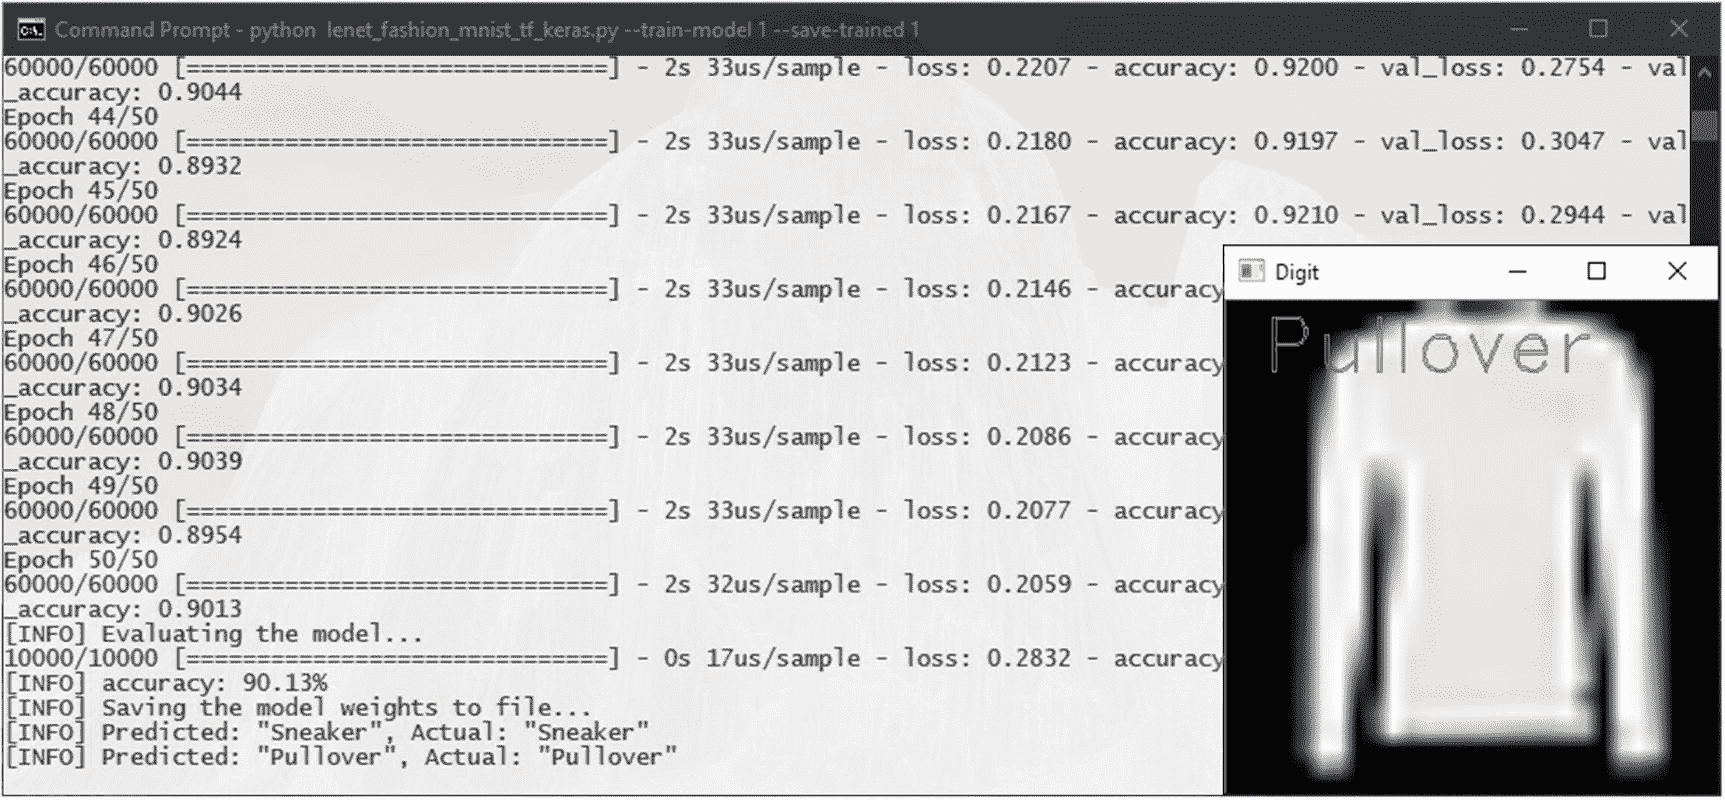 Command Prompt - python lenet_fashion_mnist_tf_keras.py --train-model 1 --save-trained 1
60000/60000 [==============================] - 2s 33us/sample - loss: 0.2207 - accuracy: 0.9200 - val_loss: 0.2754 - val
_accuracy: 0.9044
Epoch 44/50
60000/60000 [==============================] - 2s 33us/sample - loss: 0.2180 - accuracy: 0.9197 - val_loss: 0.3047 - val
_accuracy: 0.8932
Epoch 45/50
60000/60000 [==============================] - 2s 33us/sample - loss: 0.2167 - accuracy: 0.9210 - val_loss: 0.2944 - val
_accuracy: 0.8924
Epoch 46/50
60000/60000 [==============================] - 2s 33us/sample - loss: 0.2146 - accuracy
_accuracy: 0.9026
Epoch 47/50
60000/60000 [==============================] - 2s 33us/sample - loss: 0.2123 - accuracy
_accuracy: 0.9034
Epoch 48/50
60000/60000 [==============================] - 2s 33us/sample - loss: 0.2086 - accuracy
_accuracy: 0.9039
Epoch 49/50
60000/60000 [==============================] - 2s 33us/sample - loss: 0.2077 - accuracy
_accuracy: 0.8954
Epoch 50/50
60000/60000 [==============================] - 2s 32us/sample - loss: 0.2059 - accuracy
_accuracy: 0.9013
[INFO] Evaluating the model...
10000/10000 [==============================] - 0s 17us/sample - loss: 0.2832 - accuracy
[INFO] accuracy: 90.13%
[INFO] Saving the model weights to file...
[INFO] Predicted: "Sneaker", Actual: "Sneaker"
[INFO] Predicted: "Pullover", Actual: "Pullover"
Digit
Pullover